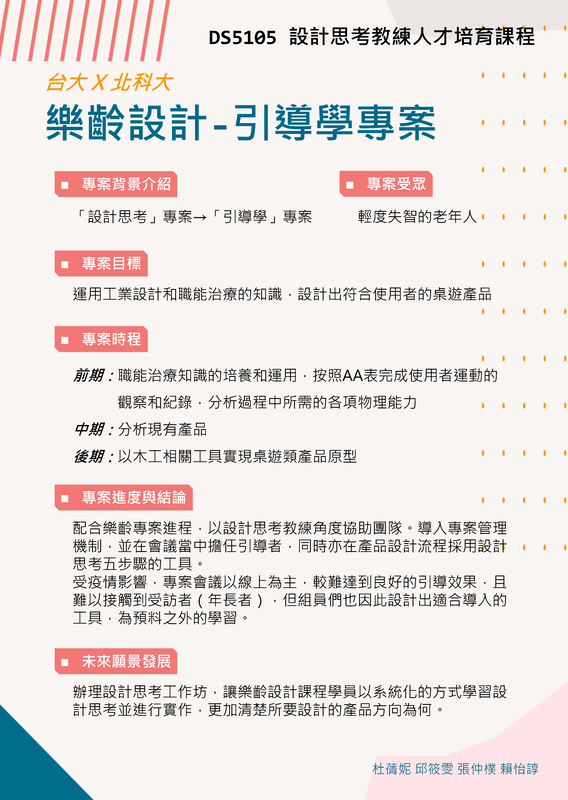 DS5105 設計思考教練人才培育課程
台大 X 北科大
樂齡設計-引導學專案
專案背景介紹
「設計思考」專案→「引導學」專案
專案受眾
輕度失智的老年人
專案目標
運用工業設計和職能治療的知識，設計出符合使用者的桌遊產品
專案時程
前期：職能治療知識的培養和運用，按照AA表完成使用者運動的
觀察和紀錄，分析過程中所需的各項物理能力
中期：分析現有產品
後期：以木工相關工具實現桌遊類產品原型
專案進度與結論
配合樂齡專案進程，以設計思考教練角度協助團隊。導入專案管理
機制，並在會議當中擔任引導者，同時亦在產品設計流程採用設計
思考五步驟的工具。
受疫情影響，專案會議以線上為主，較難達到良好的引導效果，且
難以接觸到受訪者（年長者），但組員們也因此設計出適合導入的
工具，為預料之外的學習。
未來願景發展
辦理設計思考工作坊，讓樂齡設計課程學員以系統化的方式學習設
計思考並進行實作，更加清楚所要設計的產品方向為何。
杜蒨妮 邱筱雯 張仲樸 賴怡諄